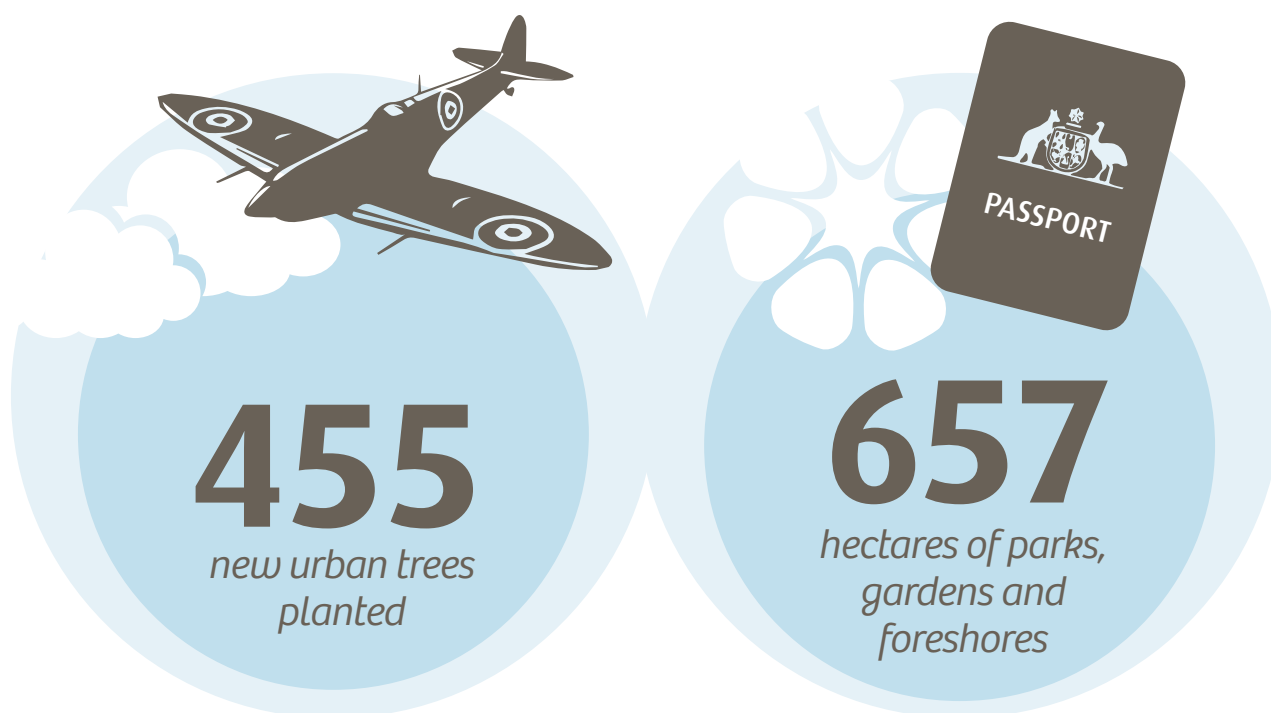 PASSPORT
455
new urban trees
planted
657
hectares of parks,
gardens and
foreshores